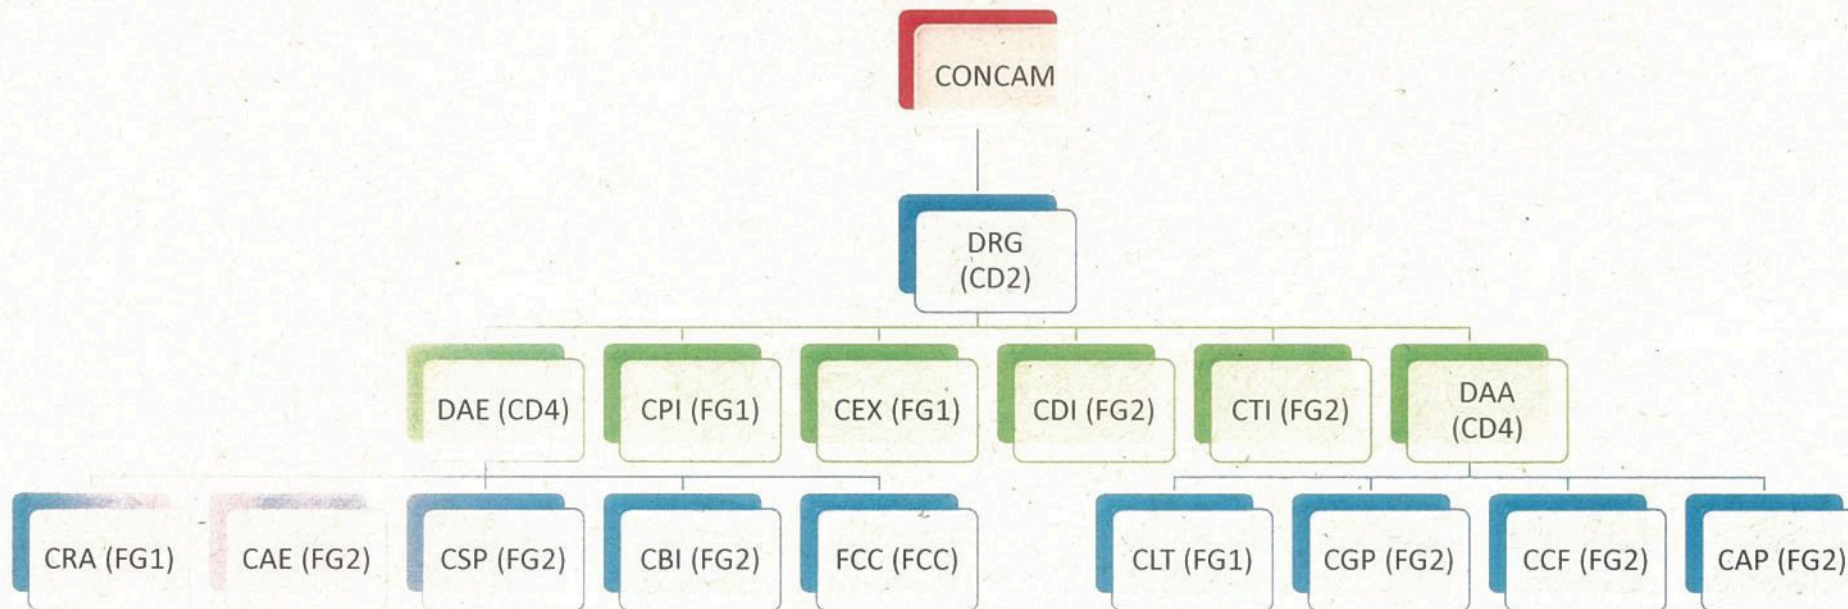 CONCAM
DRG
(CD2)
DAE (CD4)
CPI (FG1)
CEX (FG1)
CDI (FG2)
CTI (FG2)
DAA
(CD4)
CRA (FG1)
CAE (FG2)
CSP (FG2)
CBI (FG2)
FCC (FCC)
CLT (FG1)
CGP (FG2)
CCF (FG2)
CAP (FG2)